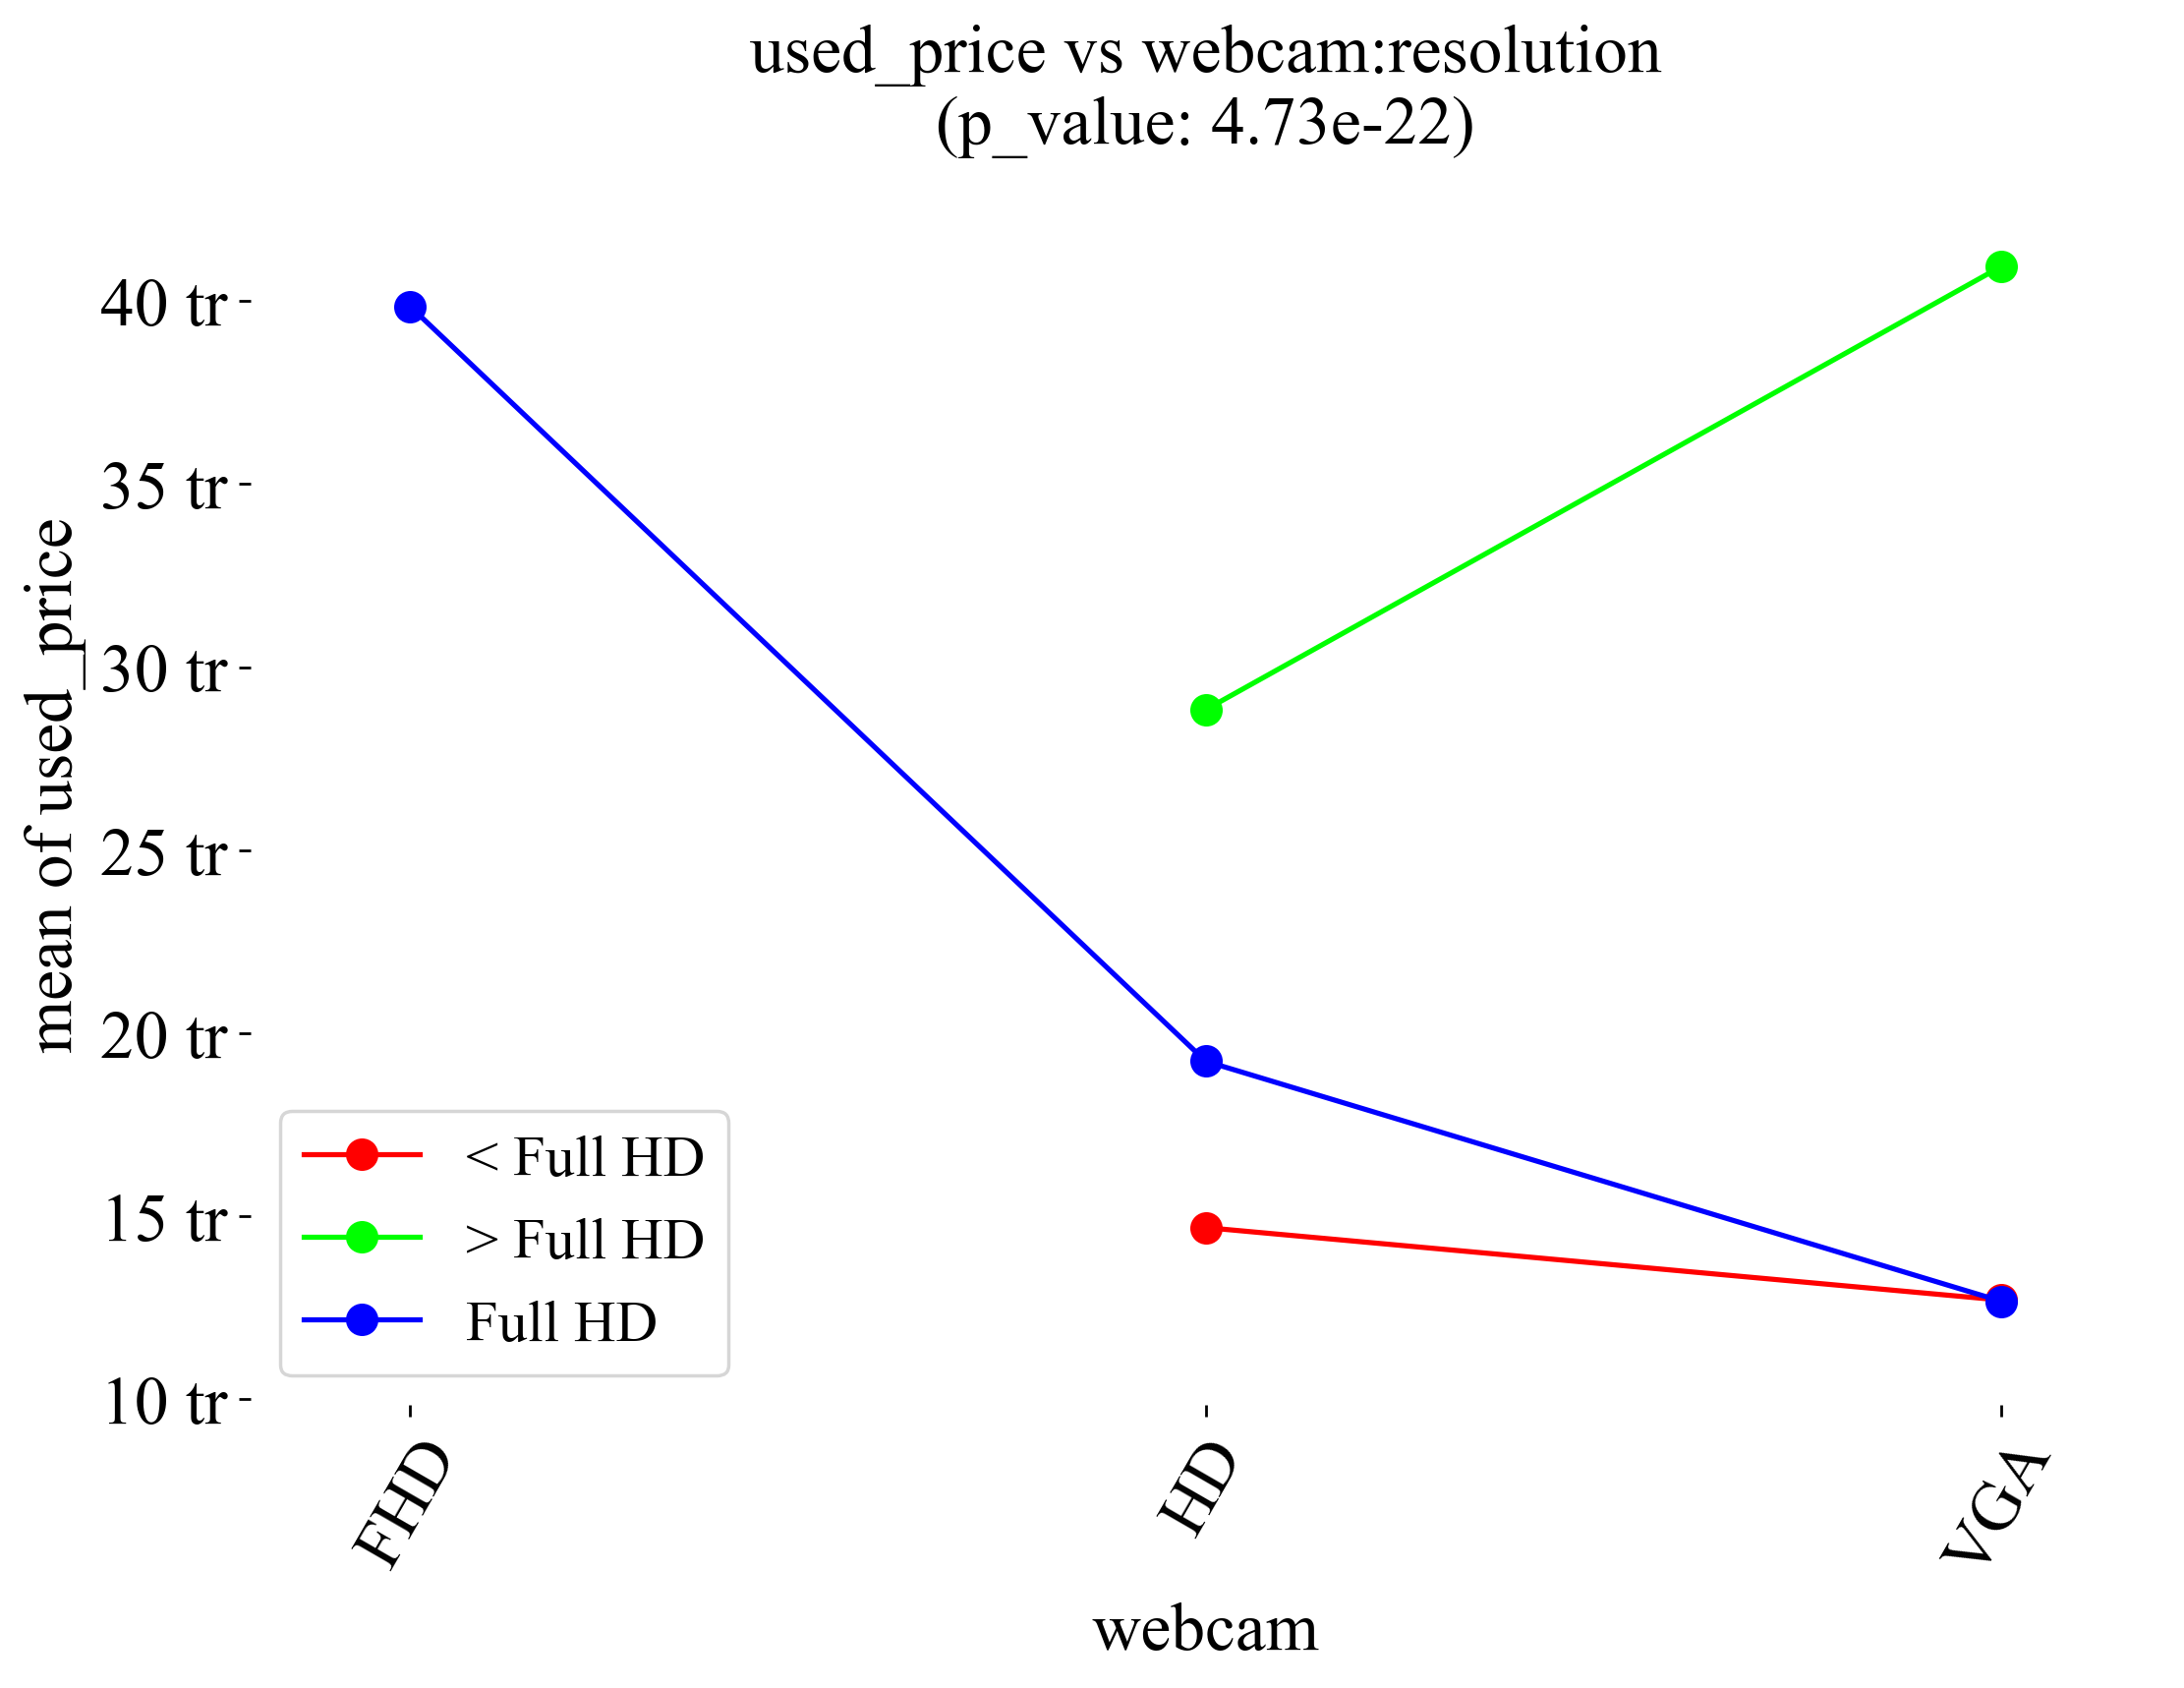 used_price vs webcam:resolution
(p_value: 4.73e-22)
mean of used_price
40 tr
35 tr
30 tr
25 tr
20 tr
15 tr
10 tr
< Full HD
> Full HD
Full HD
FHD
HD
VGA
webcam